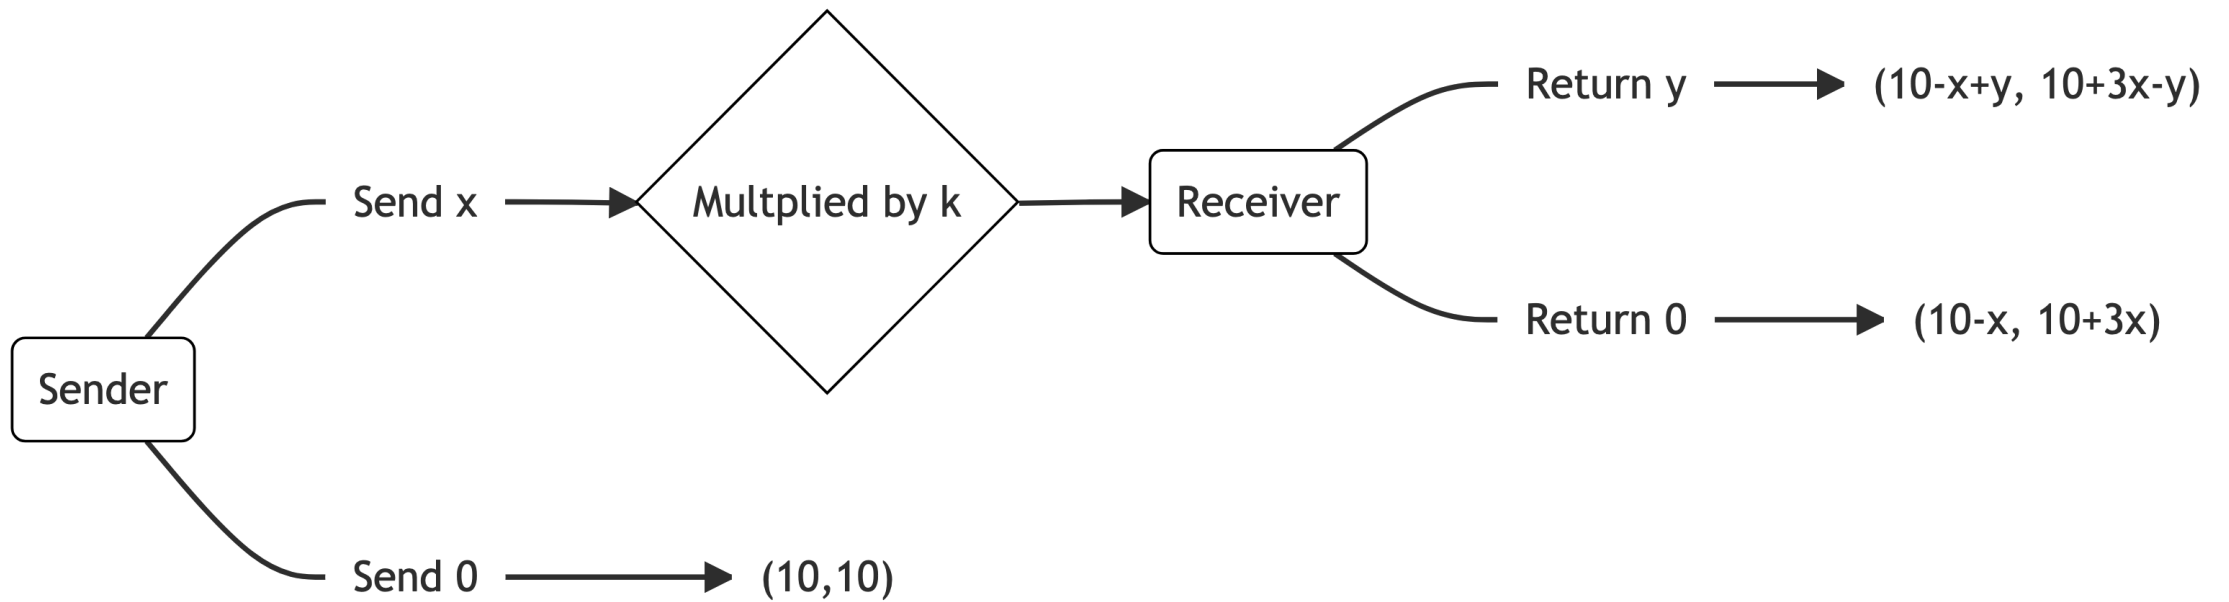 Sender
Send x
Multplied by k
Receiver
Return y
(10-x+y, 10+3x-y)
Return 0
(10-x, 10+3x)
Send 0
(10,10)